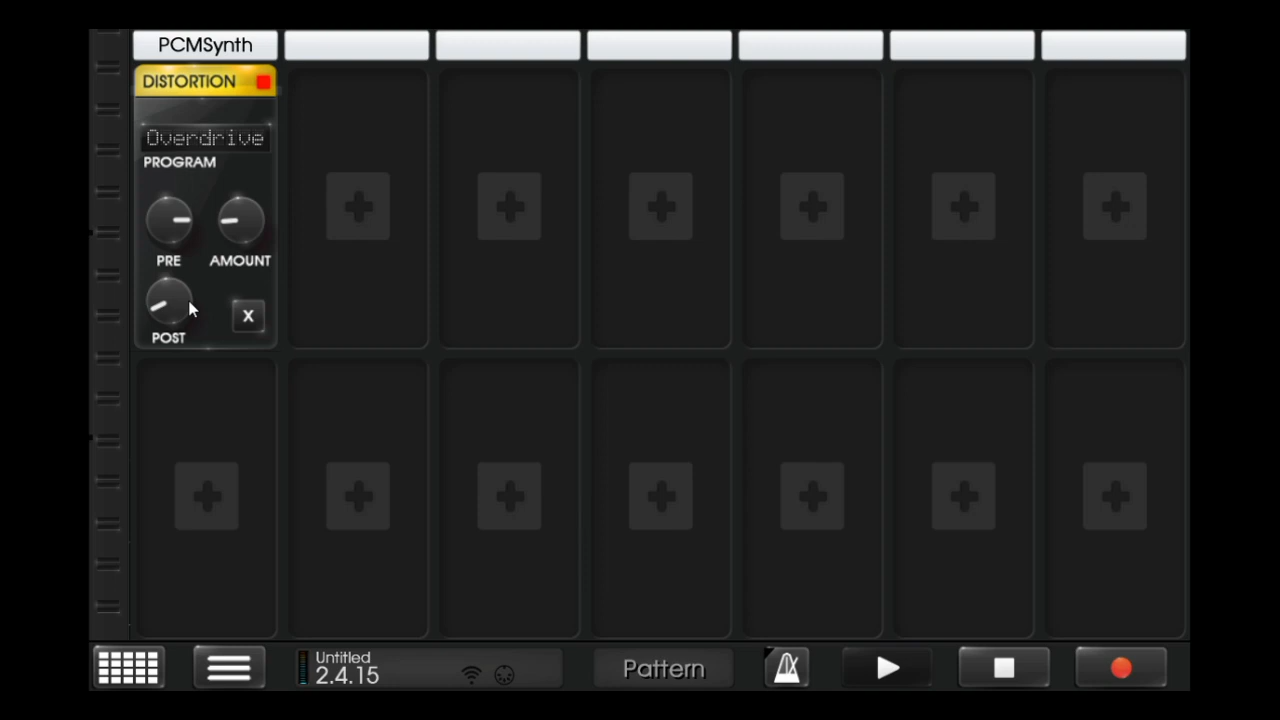 PCMSynth
DISTORTION
Overdrive
PROGRAM
PRE AMOUNT
POST X
Untitled
2.4.15
Pattern